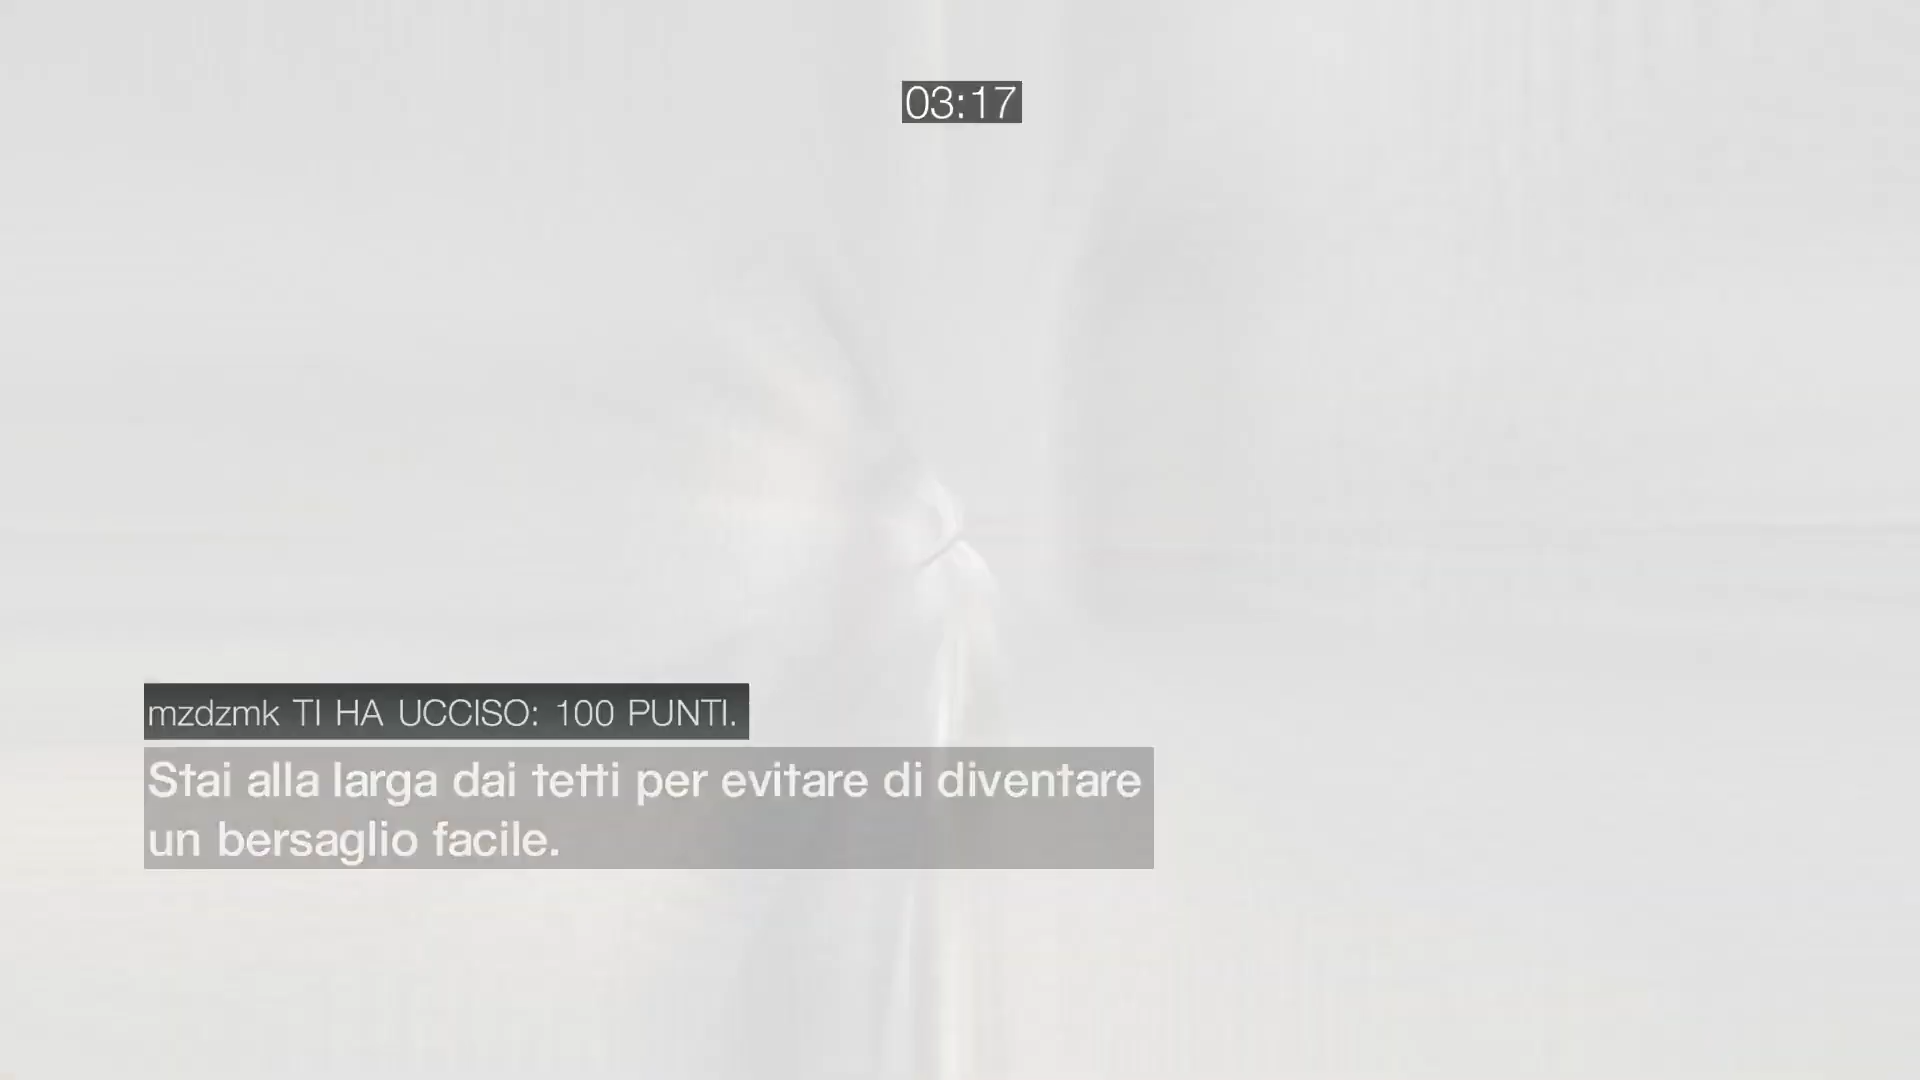 03:17
mzdzmk TI HA UCCISO: 100 PUNTI.
Stai alla larga dai tetti per evitare di diventare
un bersaglio facile.